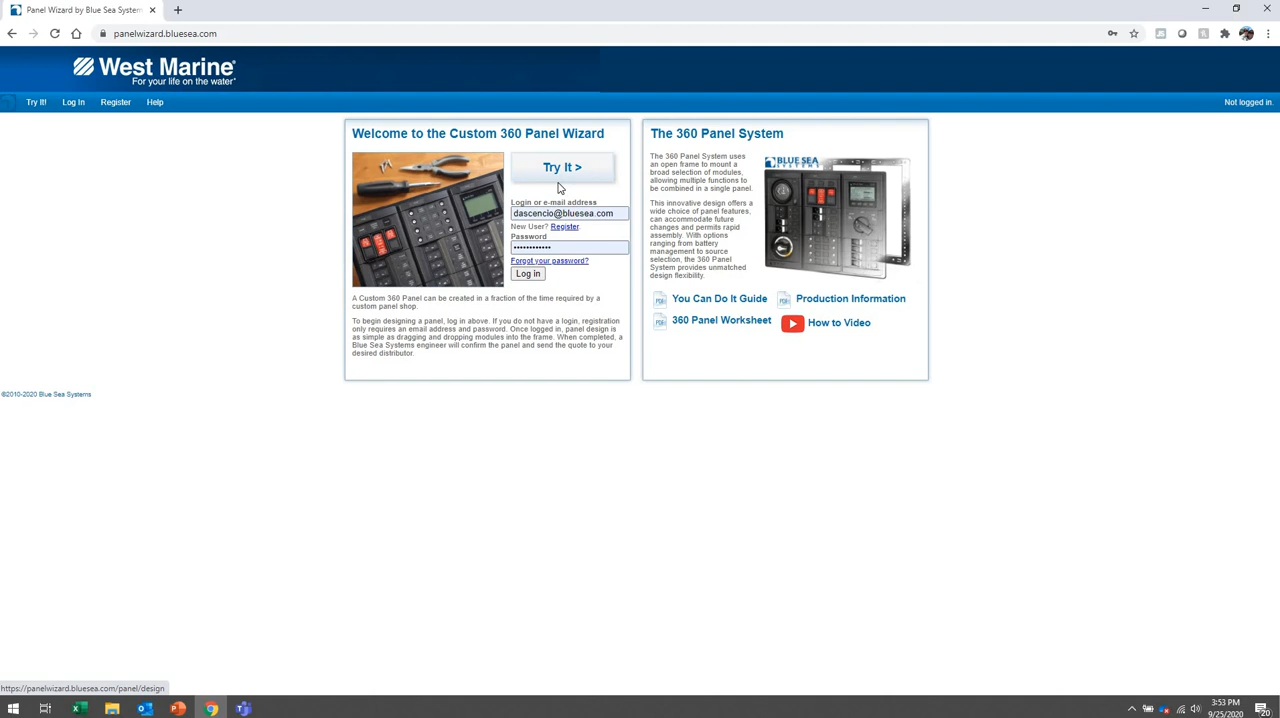 Panel Wizard by Blue Sea System
panelwizard.bluesea.com
West Marine
For your life on the water
Try It!
Log In
Register
Help
Not logged in.
Welcome to the Custom 360 Panel Wizard
Try It >
Login or e-mail address
dascencio@bluesea.com
New User? Register.
Password
••••••••••••
Forgot your password?
Log in
A Custom 360 Panel can be created in a fraction of the time required by a
custom panel shop.
To begin designing a panel, log in above. If you do not have a login, registration
only requires an email address and password. Once logged in, panel design is
as simple as dragging and dropping modules into the frame. When completed, a
Blue Sea Systems engineer will confirm the panel and send the quote to your
desired distributor.
The 360 Panel System
The 360 Panel System uses
an open frame to mount a
broad selection of modules,
allowing multiple functions to
be combined in a single panel.
This innovative design offers a
wide choice of panel features,
can accommodate future
changes and permits rapid
assembly. With options
ranging from battery
management to source
selection, the 360 Panel
System provides unmatched
design flexibility.
BLUE SEA
SYSTEMS
You Can Do It Guide
Production Information
360 Panel Worksheet
How to Video
©2010-2020 Blue Sea Systems
https://panelwizard.bluesea.com/panel/design
3:53 PM
9/25/2020
20